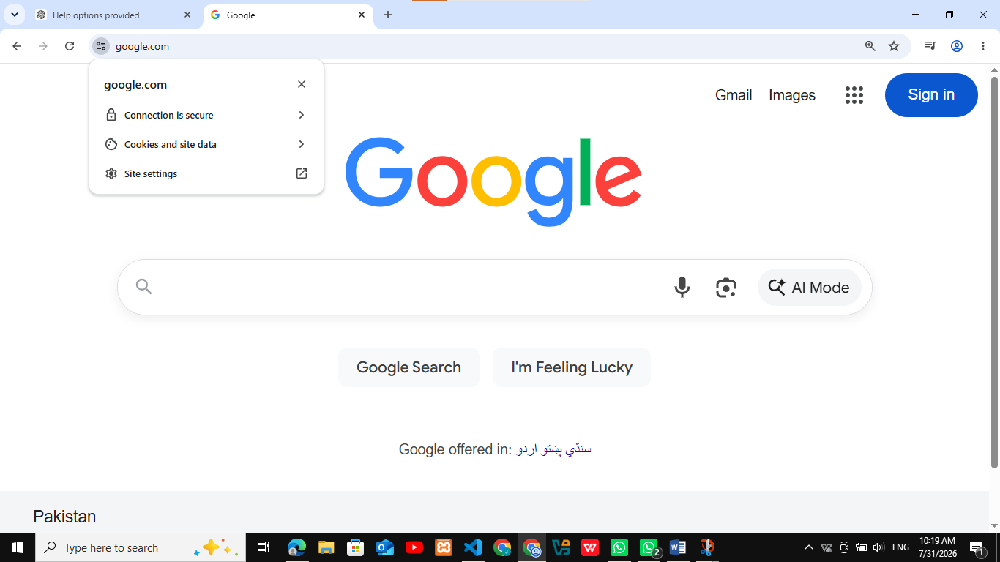 Help options provided
Google
google.com
google.com
Connection is secure
Cookies and site data
Site settings
Gmail
Images
Sign in
Google
AI Mode
Google Search
I'm Feeling Lucky
Google offered in: اردو پښتو سنڌي
Pakistan
Type here to search
2
ENG
10:19 AM
7/31/2026
1